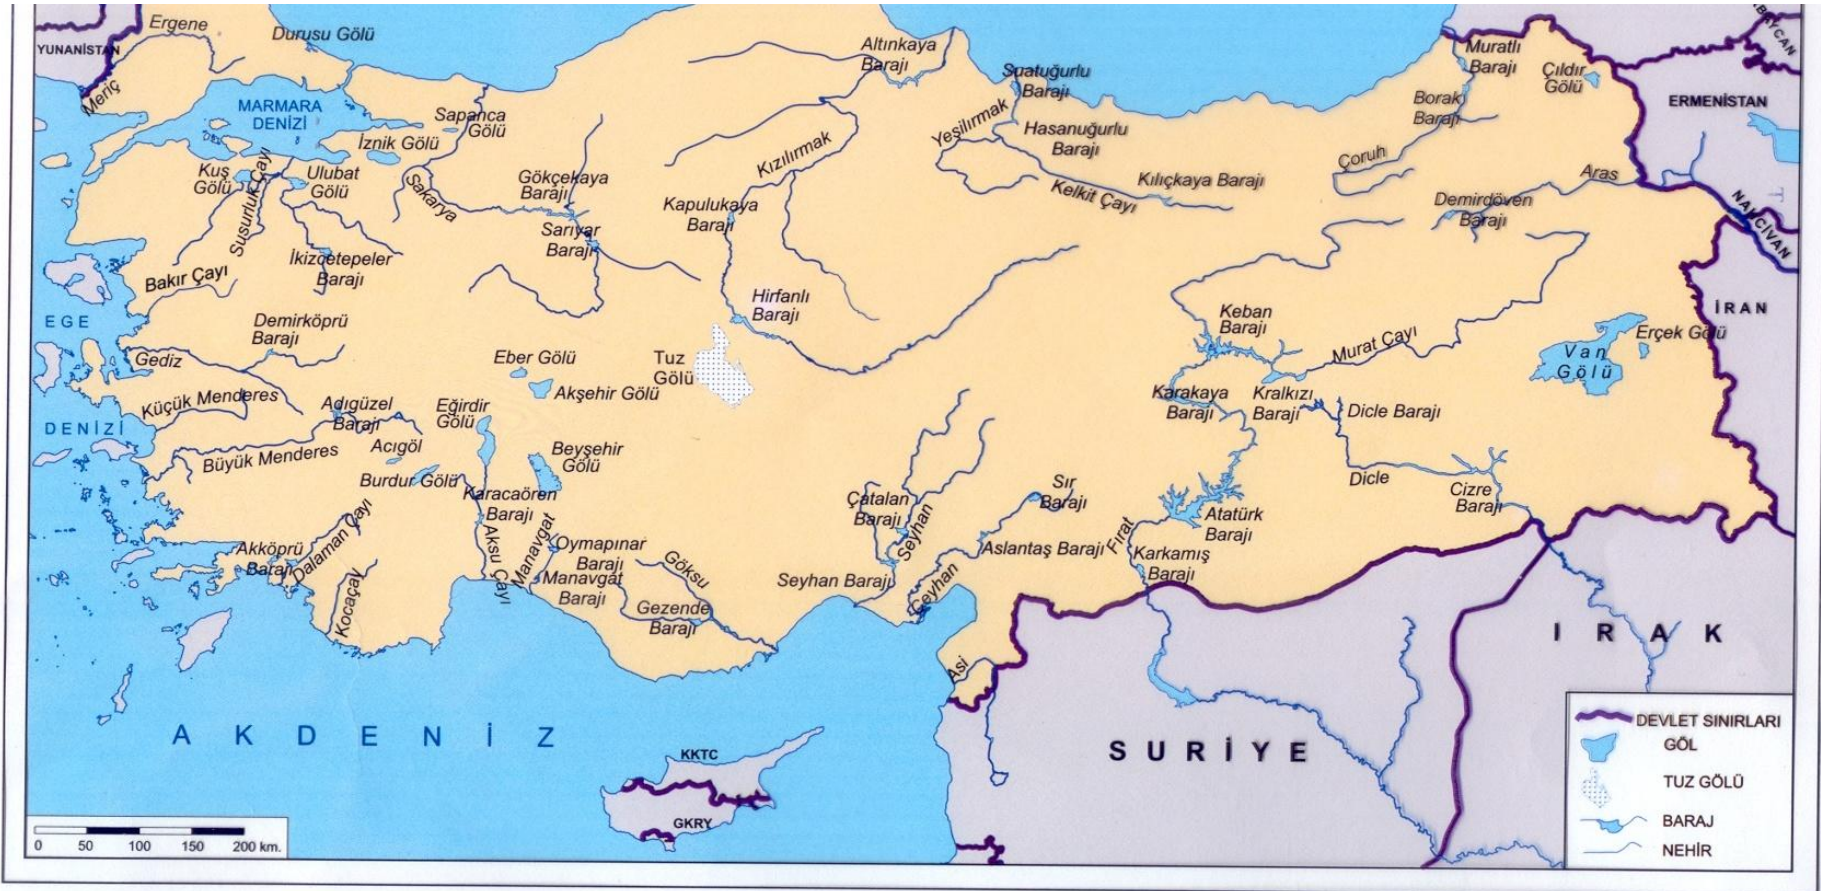 Ergene
Durusu Gölü
YUNANİSTAN
Meriç
MARMARA
DENİZİ
Sapanca
Gölü
İznik Gölü
Kuş
Gölü
Susurluk Çayı
Ulubat
Gölü
Sakarya
Gökçekaya
Barajı
Sarıyar
Barajı
İkizcetepeler
Barajı
Bakır Çayı
Altınkaya
Barajı
Suatuğurlu
Barajı
Yeşilırmak
Hasanuğurlu
Barajı
Kızılırmak
Kapulukaya
Barajı
Kelkit Çayı
Kılıçkaya Barajı
Muratlı
Barajı
Çıldır
Gölü
Borak
Barajı
Çoruh
Aras
Demirdöven
Barajı
ERMENİSTAN
NAHCİVAN
İRAN
EGE
DENİZİ
Demirköprü
Barajı
Gediz
Küçük Menderes
Adıgüzel
Barajı
Büyük Menderes
Acıgöl
Burdur Gölü
Eğirdir
Gölü
Eber Gölü
Akşehir Gölü
Beyşehir
Gölü
Tuz
Gölü
Hirfanlı
Barajı
Keban
Barajı
Murat Çayı
Van
Gölü
Erçek Gölü
Karakaya
Barajı
Kralkızı
Barajı
Dicle Barajı
Dicle
Cizre
Barajı
Karacaören
Barajı
Aksu Çayı
Manavgat
Oymapınar
Barajı
Manavgat
Barajı
Göksu
Gezende
Barajı
Akköprü
Barajı
Dalaman Çayı
Kocaçay
Çatalan
Barajı
Seyhan
Seyhan Barajı
Ceyhan
Sır
Barajı
Aslantaş Barajı
Fırat
Atatürk
Barajı
Karkamış
Barajı
Asi
AKDENİZ
KKTC
GKRY
SURİYE
IRAK
DEVLET SINIRLARI
GÖL
TUZ GÖLÜ
BARAJ
NEHİR
0 50 100 150 200 km.